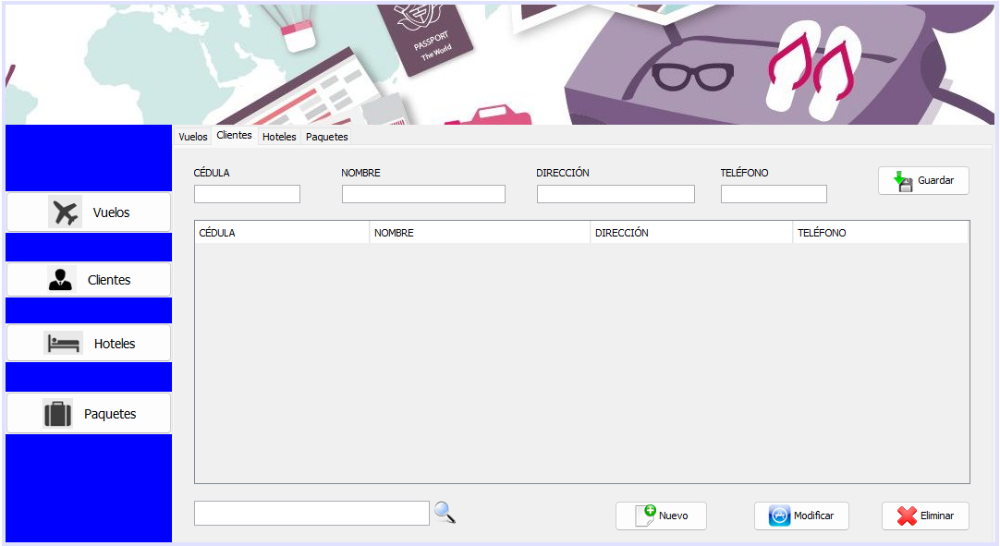 PASSPORT
The World
Vuelos Clientes Hoteles Paquetes
CÉDULA NOMBRE DIRECCIÓN TELÉFONO
Guardar
Vuelos
Clientes
Hoteles
Paquetes
CÉDULA NOMBRE DIRECCIÓN TELÉFONO
Nuevo Modificar Eliminar